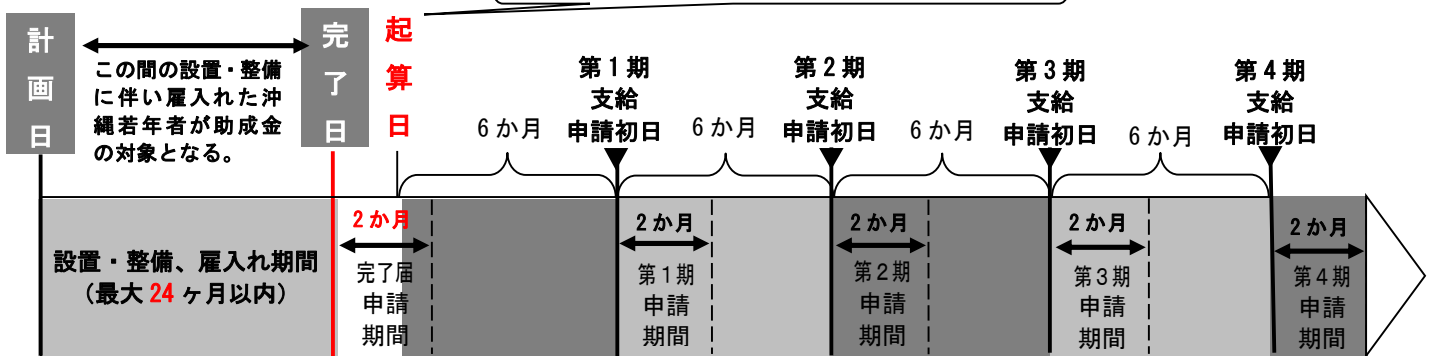 計画日
この間の設置・整備
に伴い雇入れた沖
縄若年者が助成金
の対象となる。
完了日
起算日
6か月
第1期
支給
申請初日
6か月
第2期
支給
申請初日
6か月
第3期
支給
申請初日
6か月
第4期
支給
申請初日
設置・整備、雇入れ期間
(最大 24 ヶ月以内)
2か月
完了届
申請
期間
2か月
第1期
申請
期間
2か月
第2期
申請
期間
2か月
第3期
申請
期間
2か月
第4期
申請
期間